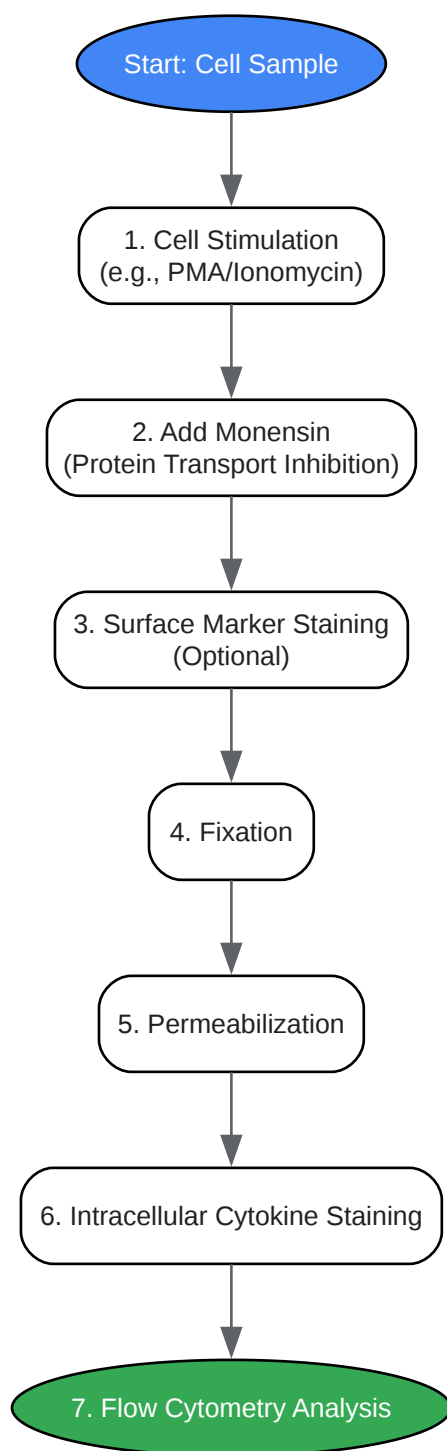 Start: Cell Sample
1. Cell Stimulation
(e.g., PMA/Ionomycin)
2. Add Monensin
(Protein Transport Inhibition)
3. Surface Marker Staining
(Optional)
4. Fixation
5. Permeabilization
6. Intracellular Cytokine Staining
7. Flow Cytometry Analysis